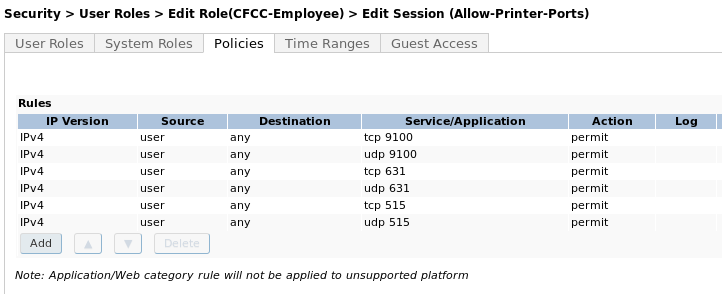 Security > User Roles > Edit Role(CFCC-Employee) > Edit Session (Allow-Printer-Ports)
User Roles System Roles Policies Time Ranges Guest Access
Rules
IP Version Source Destination Service/Application Action Log
IPv4 user any tcp 9100 permit
IPv4 user any udp 9100 permit
IPv4 user any tcp 631 permit
IPv4 user any udp 631 permit
IPv4 user any tcp 515 permit
IPv4 user any udp 515 permit
Add ▲ ▼ Delete
Note: Application/Web category rule will not be applied to unsupported platform